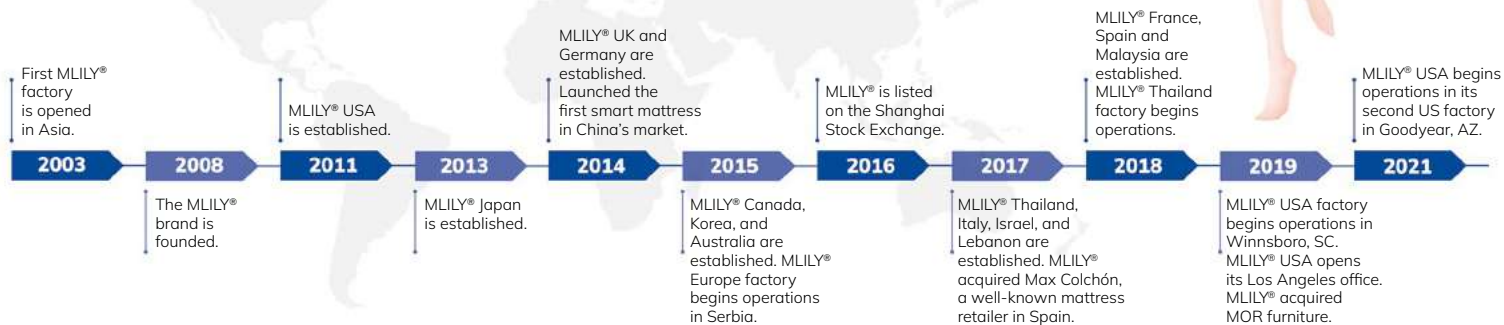 First MLILY®
factory
is opened
in Asia.
2003
2008
The MLILY®
brand is
founded.
MLILY® USA
is established.
2011
2013
MLILY® Japan
is established.
MLILY® UK and
Germany are
established.
Launched the
first smart mattress
in China's market.
2014
2015
MLILY® Canada,
Korea, and
Australia are
established. MLILY®
Europe factory
begins operations
in Serbia.
MLILY® is listed
on the Shanghai
Stock Exchange.
2016
2017
MLILY® Thailand,
Italy, Israel, and
Lebanon are
established. MLILY®
acquired Max Colchón,
a well-known mattress
retailer in Spain.
MLILY® France,
Spain and
Malaysia are
established.
MLILY® Thailand
factory begins
operations.
2018
2019
MLILY® USA factory
begins operations in
Winnsboro, SC.
MLILY® USA opens
its Los Angeles office.
MLILY® acquired
MOR furniture.
MLILY® USA begins
operations in its
second US factory
in Goodyear, AZ.
2021